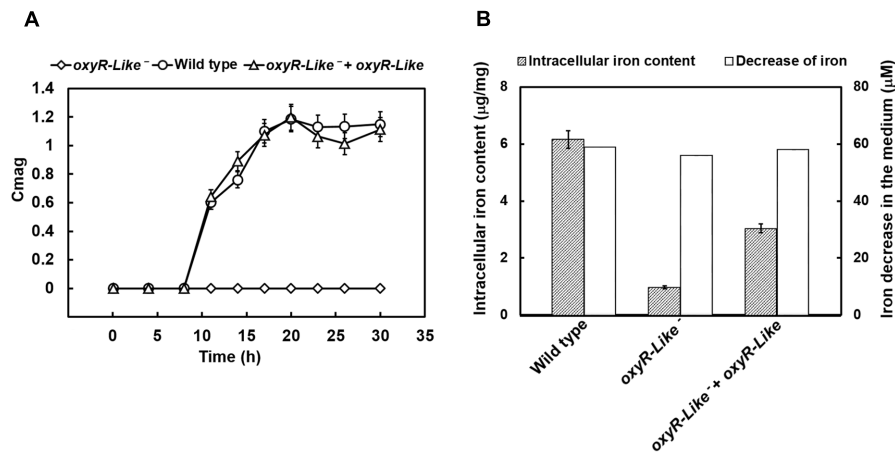 A
oxyR-Like⁻ Wild type oxyR-Like⁻+ oxyR-Like
1.4
1.2
1
0.8
0.6
0.4
0.2
0
Cmag
0 5 10 15 20 25 30 35
Time (h)
B
Intracellular iron content Decrease of iron
8
6
4
2
0
Intracellular iron content (μg/mg)
80
60
40
20
0
Iron decrease in the medium (μM)
Wild type
oxyR-Like⁻
oxyR-Like⁻+ oxyR-Like